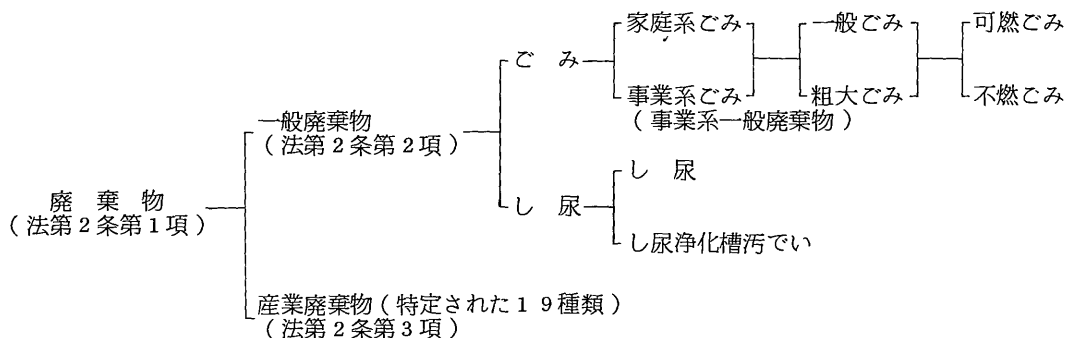 家庭系ごみ
一般ごみ
可燃ごみ
ご み
事業系ごみ
(事業系一般廃棄物)
粗大ごみ
不燃ごみ
一般廃棄物
(法第2条第2項)
し 尿
し 尿
し尿浄化槽汚でい
廃 棄 物
(法第2条第1項)
産業廃棄物(特定された19種類)
(法第2条第3項)